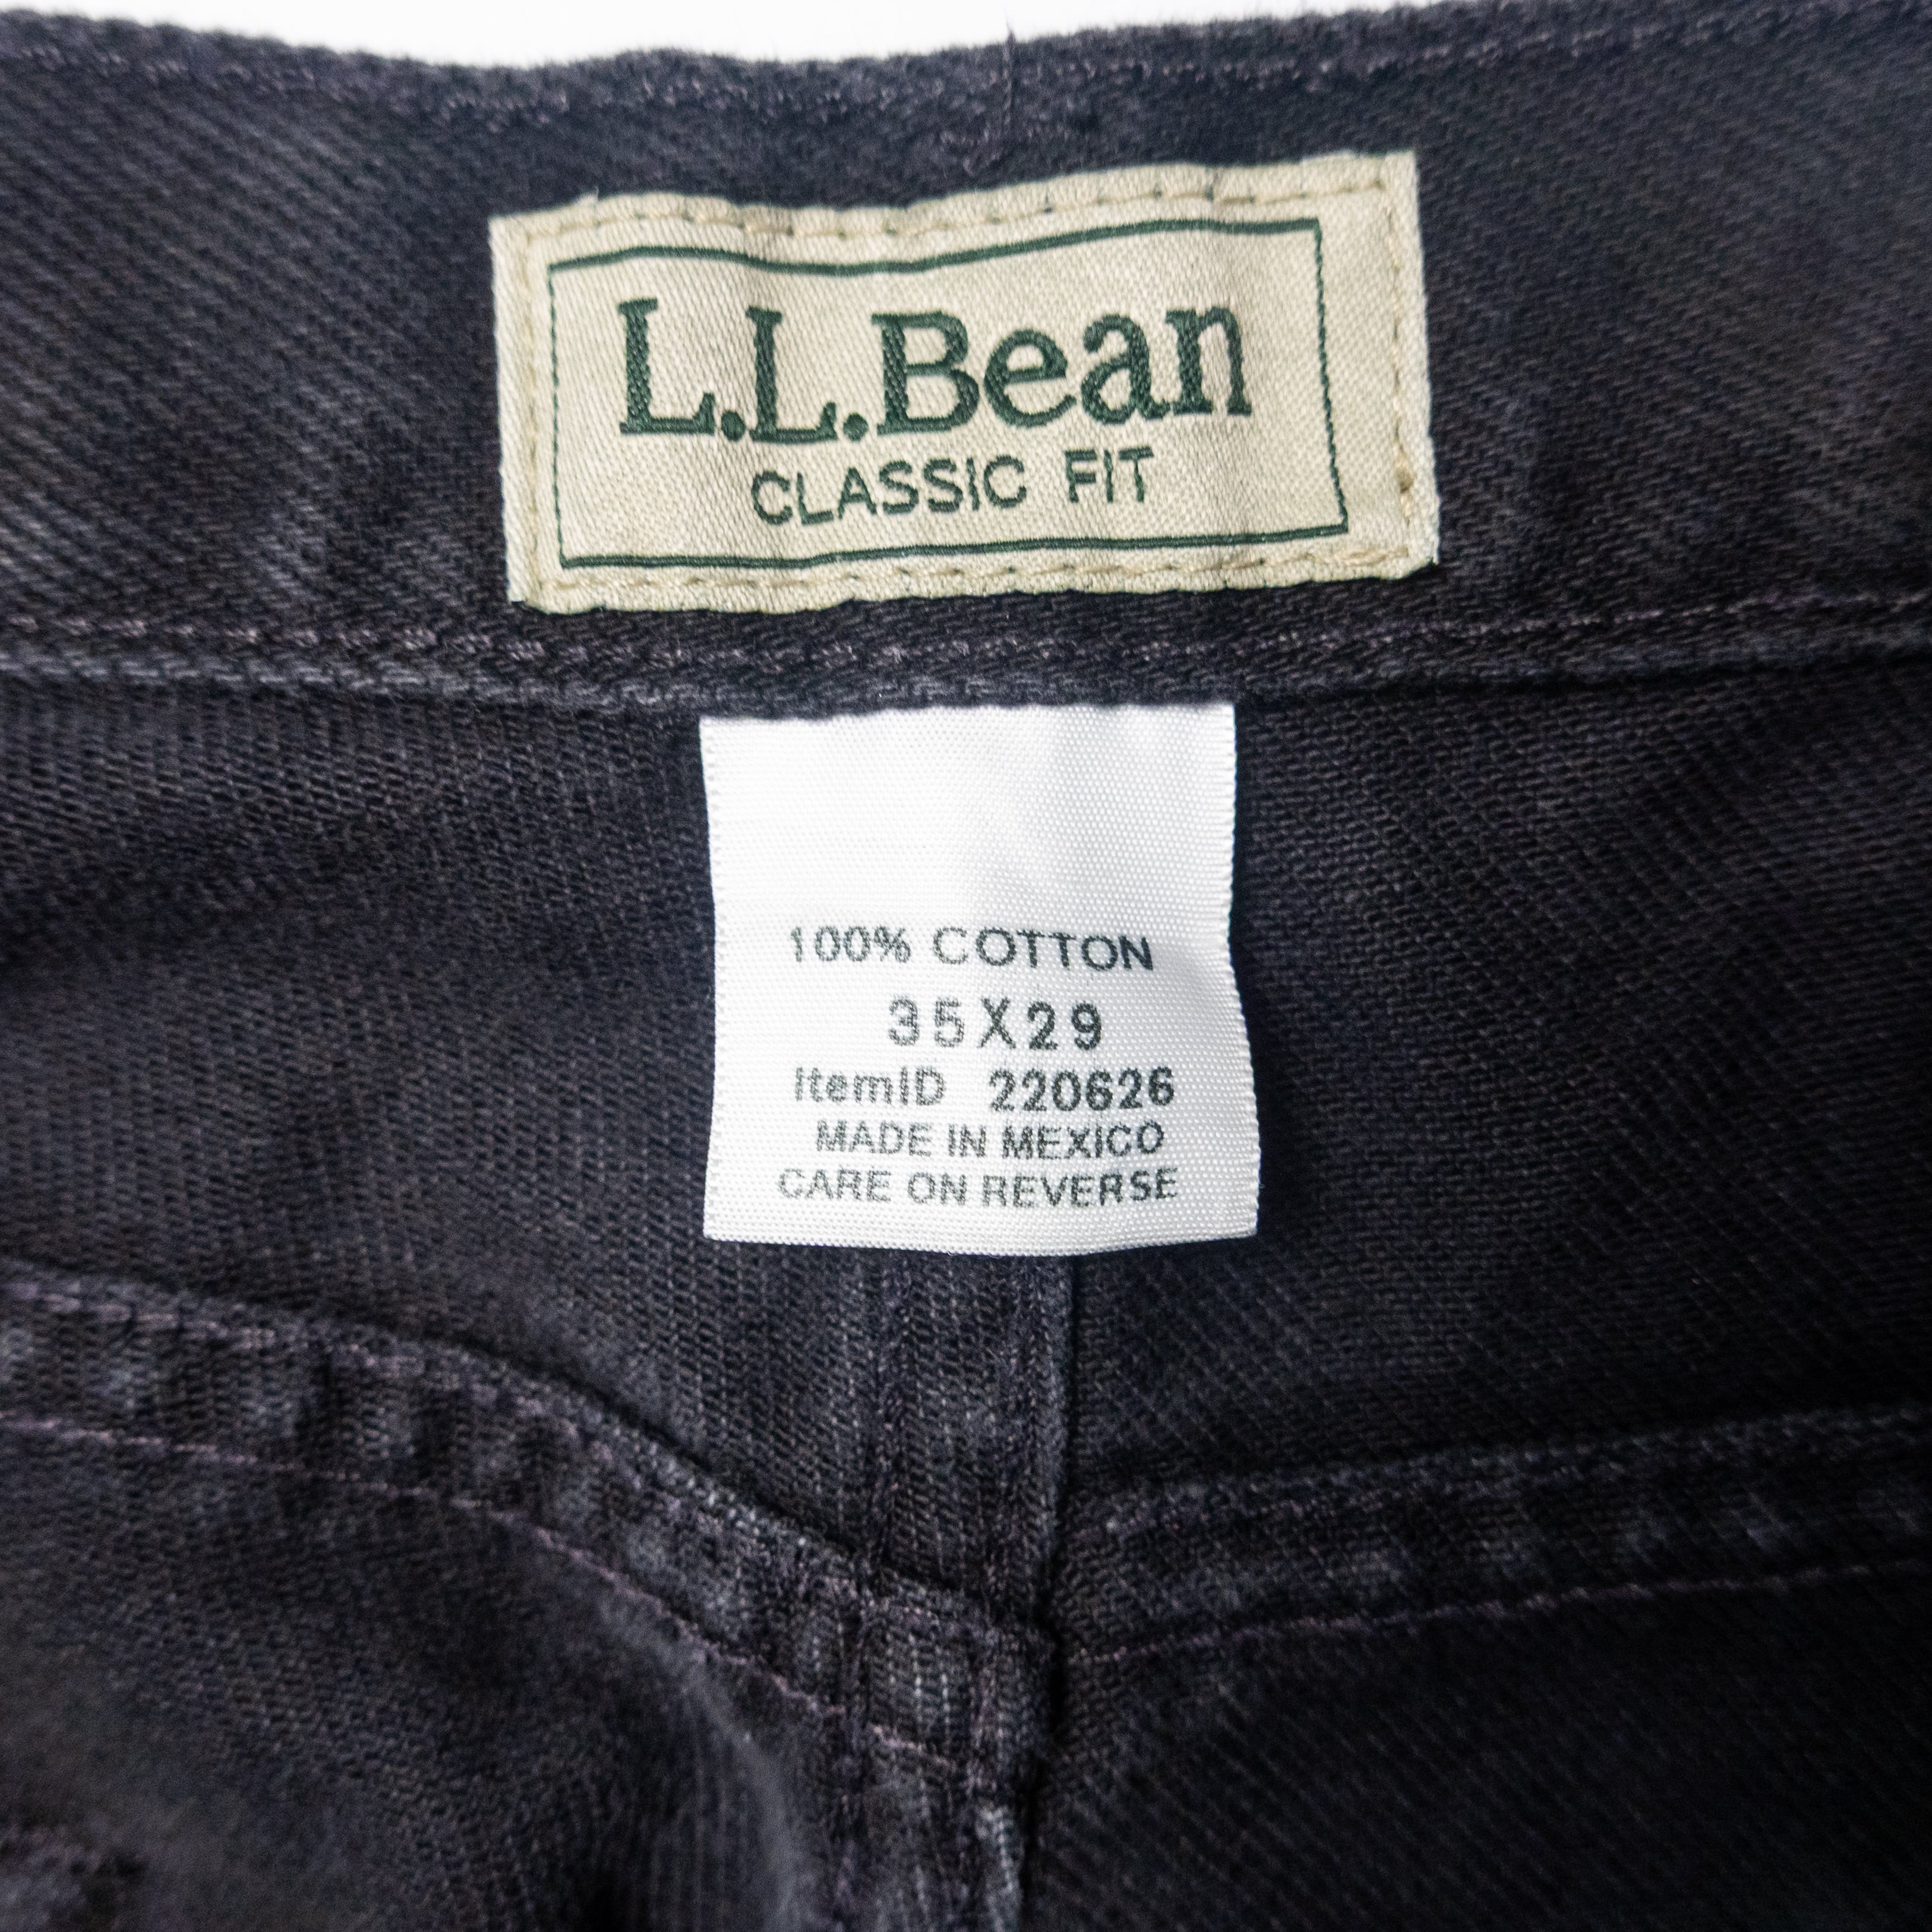 L.L.Bean
CLASSIC FIT
100% COTTON
35X29
ItemID 220626
MADE IN MEXICO
CARE ON REVERSE